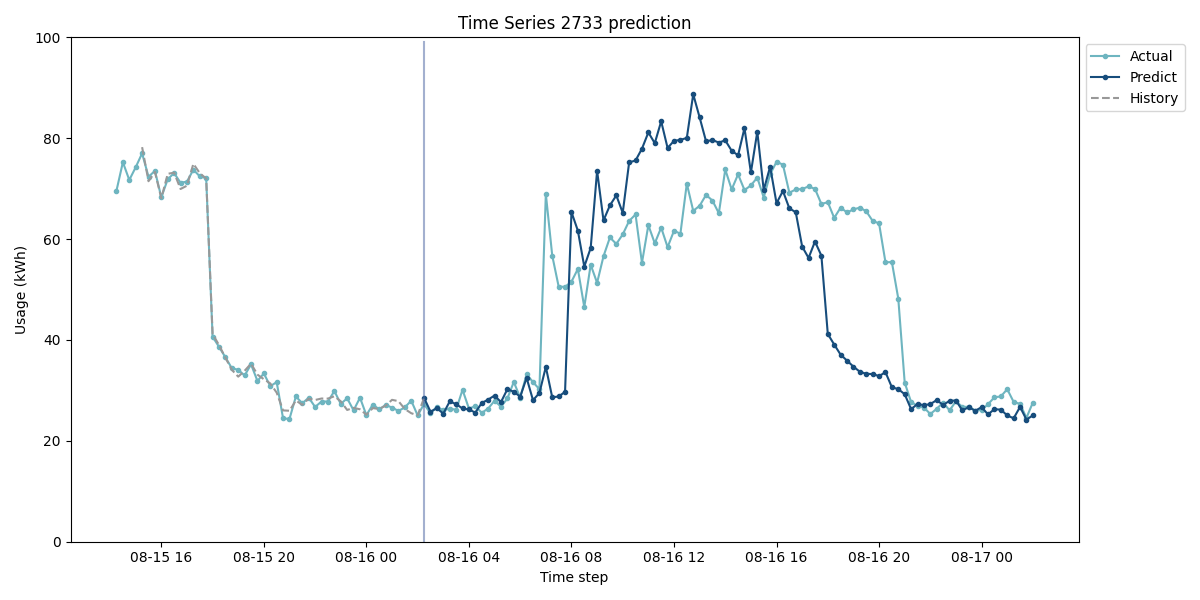 Time Series 2733 prediction
Usage (kWh)
100
80
60
40
20
0
08-15 16
08-15 20
08-16 00
08-16 04
08-16 08
08-16 12
08-16 16
08-16 20
08-17 00
Time step
Actual
Predict
History